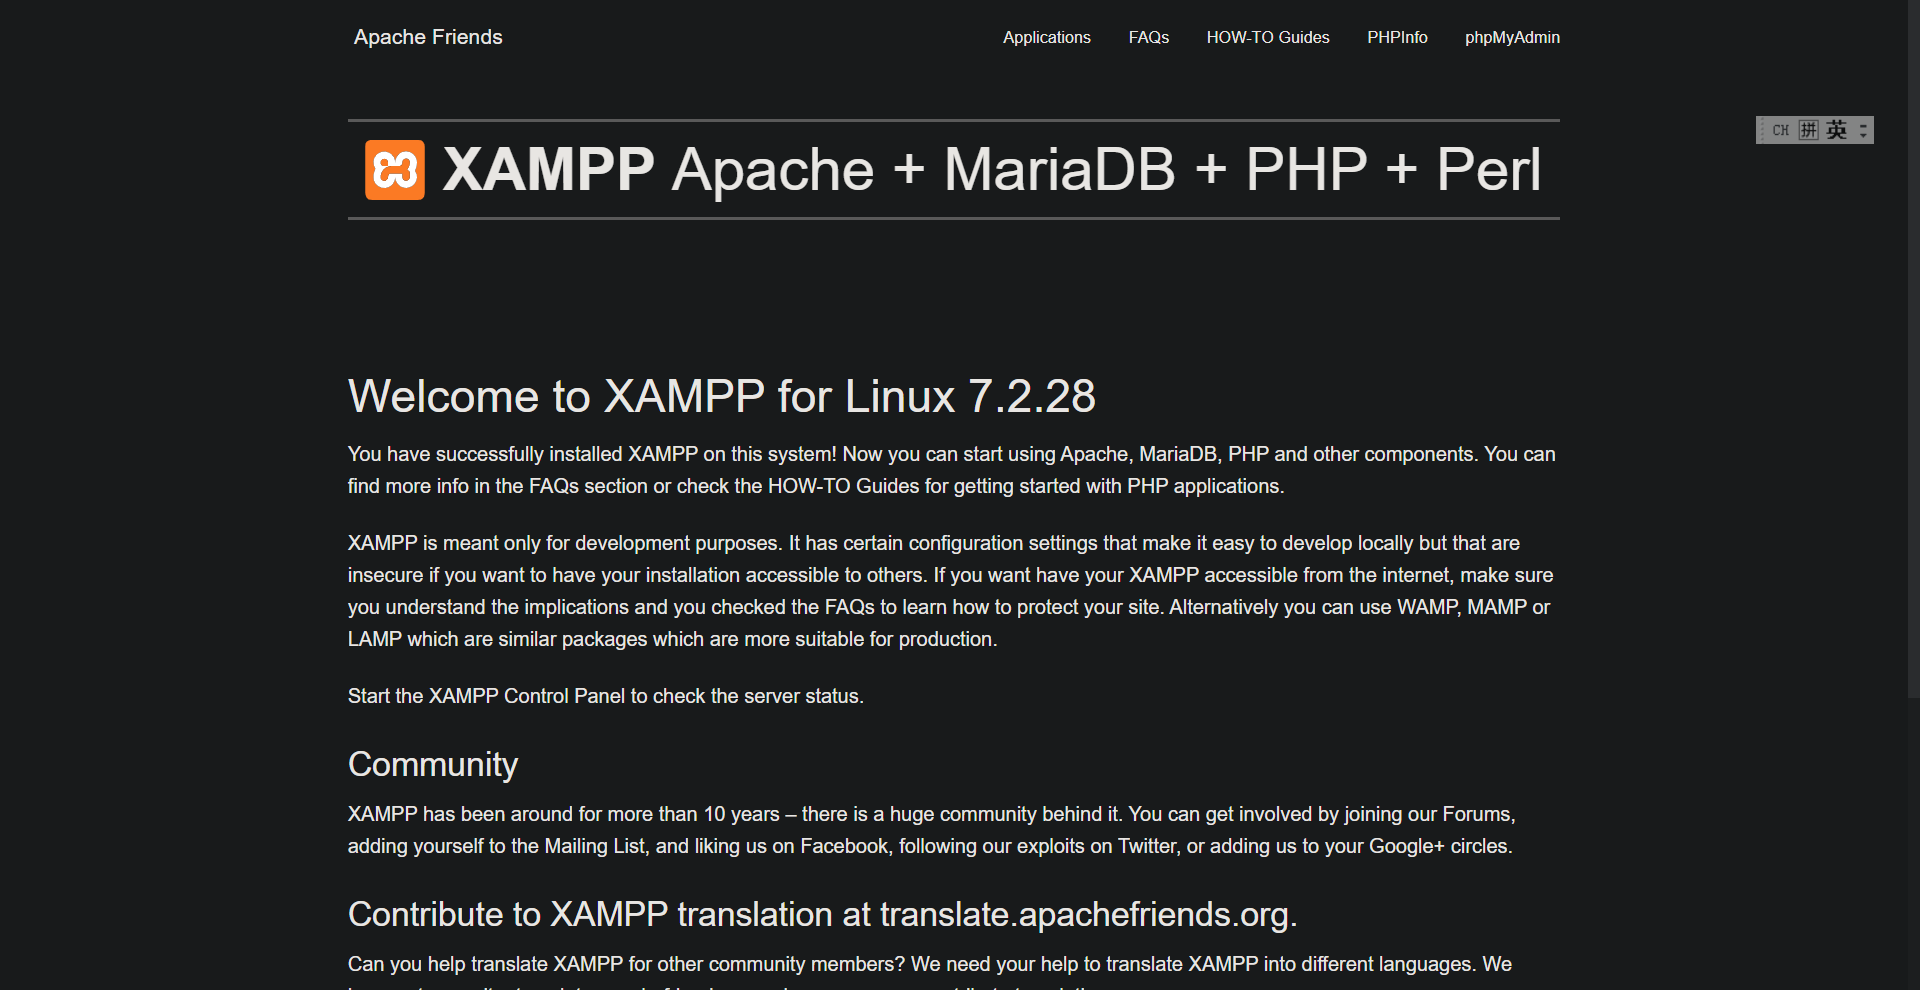 Apache Friends
Applications FAQs HOW-TO Guides PHPInfo phpMyAdmin
CH 拼 英
XAMPP Apache + MariaDB + PHP + Perl
Welcome to XAMPP for Linux 7.2.28
You have successfully installed XAMPP on this system! Now you can start using Apache, MariaDB, PHP and other components. You can
find more info in the FAQs section or check the HOW-TO Guides for getting started with PHP applications.
XAMPP is meant only for development purposes. It has certain configuration settings that make it easy to develop locally but that are
insecure if you want to have your installation accessible to others. If you want have your XAMPP accessible from the internet, make sure
you understand the implications and you checked the FAQs to learn how to protect your site. Alternatively you can use WAMP, MAMP or
LAMP which are similar packages which are more suitable for production.
Start the XAMPP Control Panel to check the server status.
Community
XAMPP has been around for more than 10 years – there is a huge community behind it. You can get involved by joining our Forums,
adding yourself to the Mailing List, and liking us on Facebook, following our exploits on Twitter, or adding us to your Google+ circles.
Contribute to XAMPP translation at translate.apachefriends.org.
Can you help translate XAMPP for other community members? We need your help to translate XAMPP into different languages. We